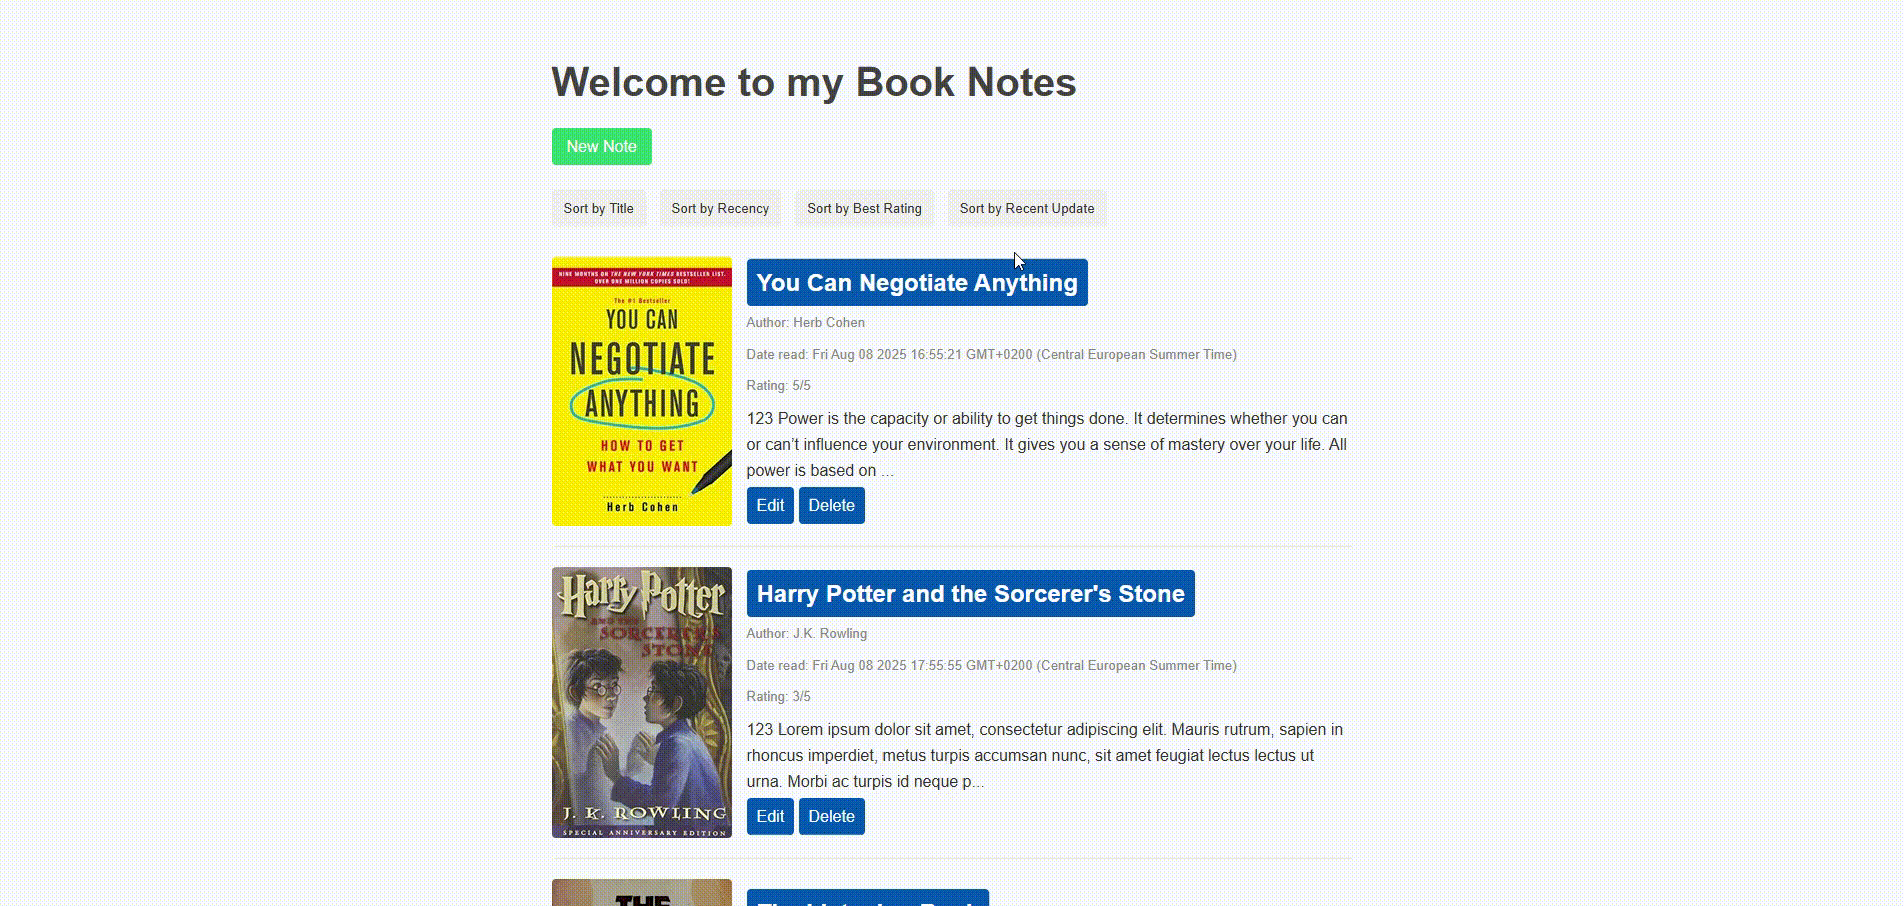 Welcome to my Book Notes
New Note
Sort by Title
Sort by Recency
Sort by Best Rating
Sort by Recent Update
NINE MONTHS ON THE NEW YORK TIMES BESTSELLER LIST.
OVER ONE MILLION COPIES SOLD!
The #1 Bestseller
YOU CAN
NEGOTIATE
ANYTHING
HOW TO GET
WHAT YOU WANT
Herb Cohen
You Can Negotiate Anything
Author: Herb Cohen
Date read: Fri Aug 08 2025 16:55:21 GMT+0200 (Central European Summer Time)
Rating: 5/5
123 Power is the capacity or ability to get things done. It determines whether you can
or can’t influence your environment. It gives you a sense of mastery over your life. All
power is based on ...
Edit
Delete
Harry Potter
AND THE
SORCERER'S
STONE
J. K. ROWLING
SPECIAL ANNIVERSARY EDITION
Harry Potter and the Sorcerer's Stone
Author: J.K. Rowling
Date read: Fri Aug 08 2025 17:55:55 GMT+0200 (Central European Summer Time)
Rating: 3/5
123 Lorem ipsum dolor sit amet, consectetur adipiscing elit. Mauris rutrum, sapien in
rhoncus imperdiet, metus turpis accumsan nunc, sit amet feugiat lectus lectus ut
urna. Morbi ac turpis id neque p...
Edit
Delete
THE